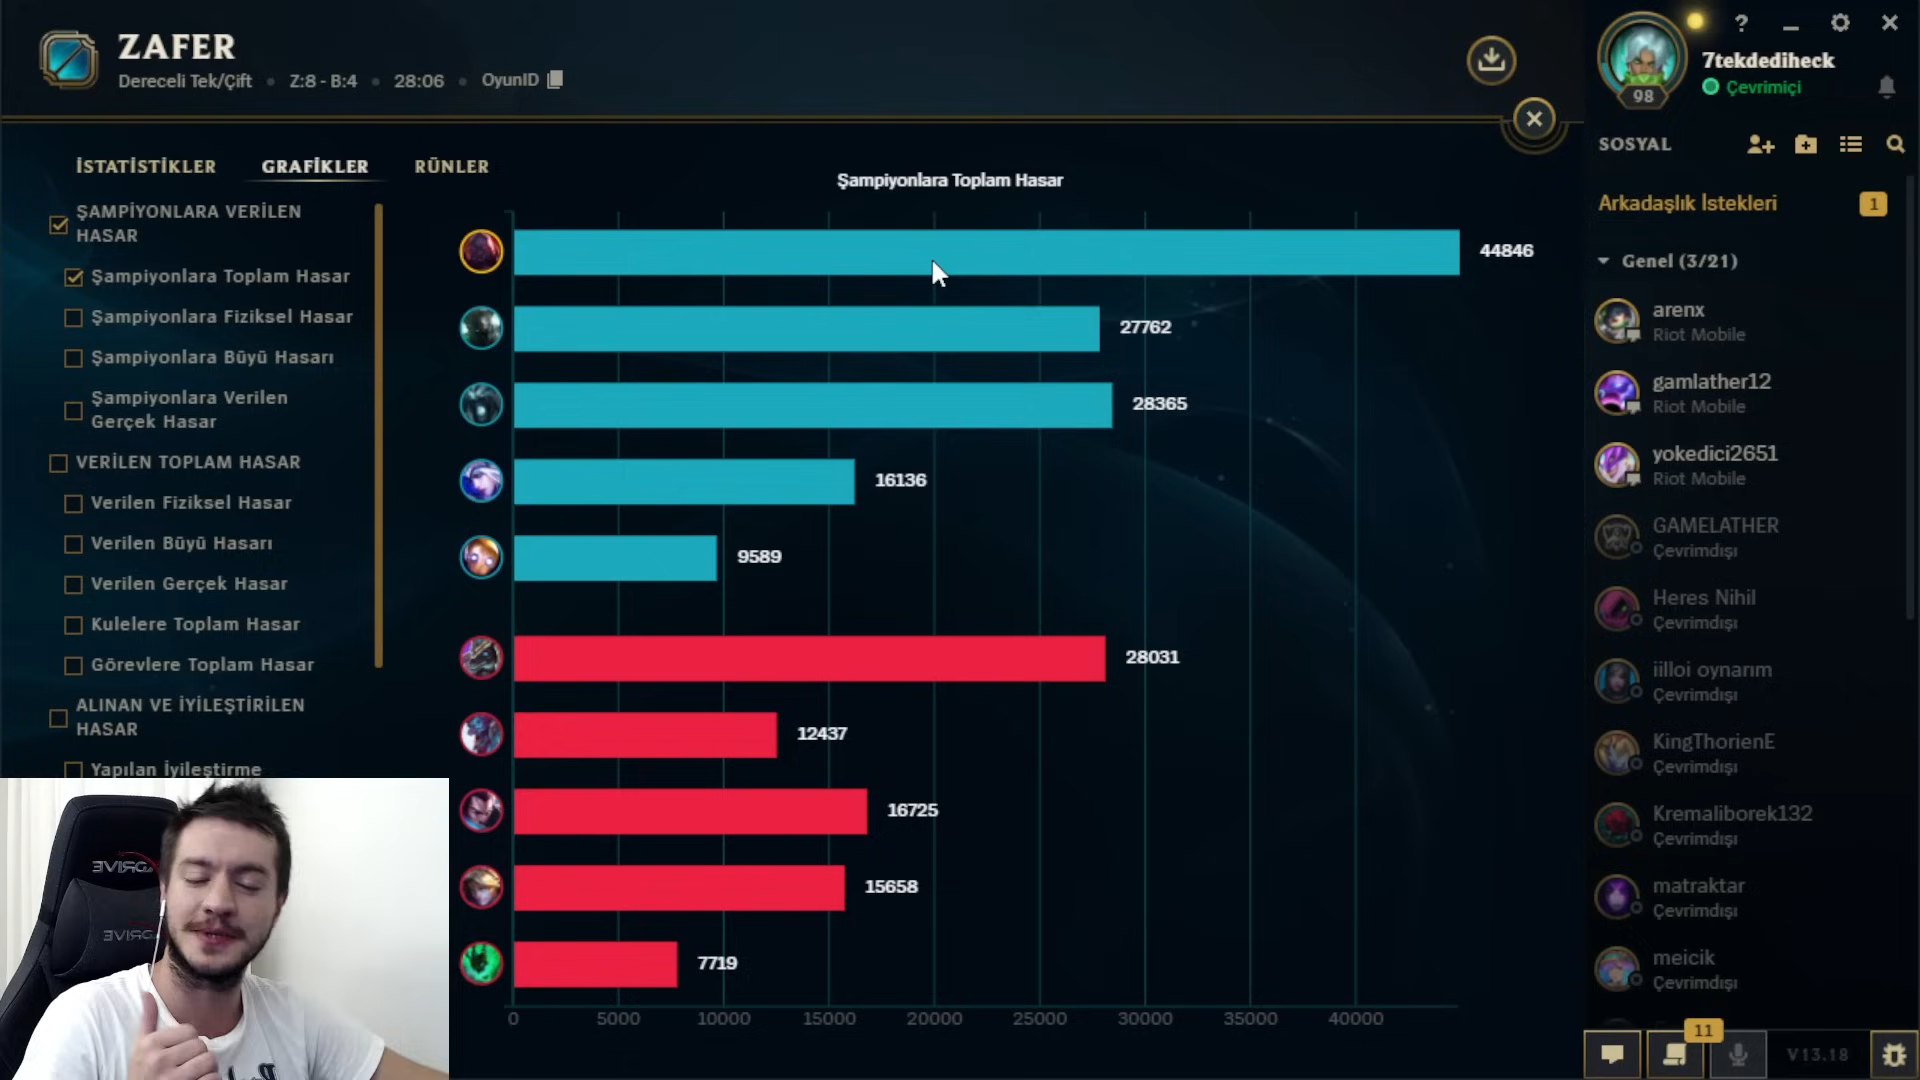 ZAFER
Dereceli Tek/Çift • Z:8 - B:4 • 28:06 • OyunID
İSTATİSTİKLER GRAFİKLER RÜNLER
ŞAMPİYONLARA VERİLEN
HASAR
Şampiyonlara Toplam Hasar
Şampiyonlara Fiziksel Hasar
Şampiyonlara Büyü Hasarı
Şampiyonlara Verilen
Gerçek Hasar
VERİLEN TOPLAM HASAR
Verilen Fiziksel Hasar
Verilen Büyü Hasarı
Verilen Gerçek Hasar
Kulelere Toplam Hasar
Görevlere Toplam Hasar
ALINAN VE İYİLEŞTİRİLEN
HASAR
Yapılan İyileştirme
Şampiyonlara Toplam Hasar
44846
27762
28365
16136
9589
28031
12437
16725
15658
7719
0 5000 10000 15000 20000 25000 30000 35000 40000
?
7tekdediheck
98
Çevrimiçi
SOSYAL
Arkadaşlık İstekleri 1
Genel (3/21)
arenx
Riot Mobile
gamlather12
Riot Mobile
yokedici2651
Riot Mobile
GAMELATHER
Çevrimdışı
Heres Nihil
Çevrimdışı
iilloi oynarım
Çevrimdışı
KingThorienE
Çevrimdışı
Kremaliborek132
Çevrimdışı
matraktar
Çevrimdışı
meicik
Çevrimdışı
11
V13.18